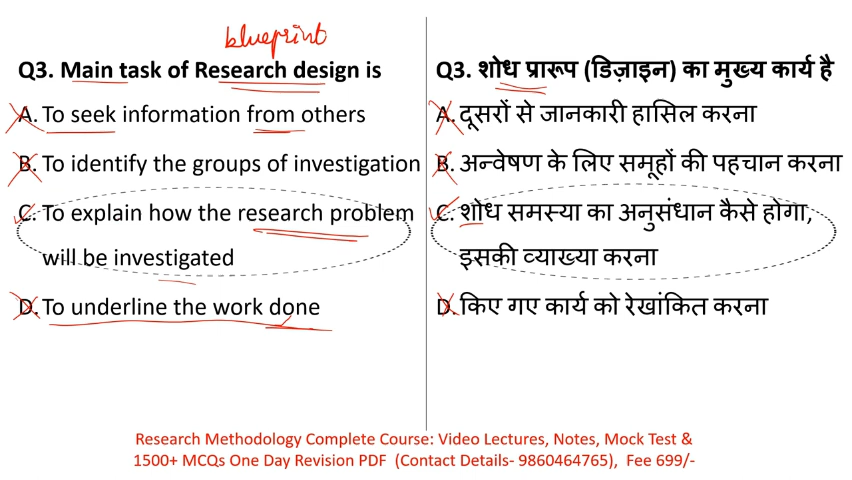 blueprint
Q3. Main task of Research design is
A. To seek information from others
B. To identify the groups of investigation
C. To explain how the research problem
will be investigated
D. To underline the work done
Q3. शोध प्रारूप (डिज़ाइन) का मुख्य कार्य है
A. दूसरों से जानकारी हासिल करना
B. अन्वेषण के लिए समूहों की पहचान करना
C. शोध समस्या का अनुसंधान कैसे होगा,
इसकी व्याख्या करना
D. किए गए कार्य को रेखांकित करना
Research Methodology Complete Course: Video Lectures, Notes, Mock Test &
1500+ MCQs One Day Revision PDF (Contact Details- 9860464765), Fee 699/-